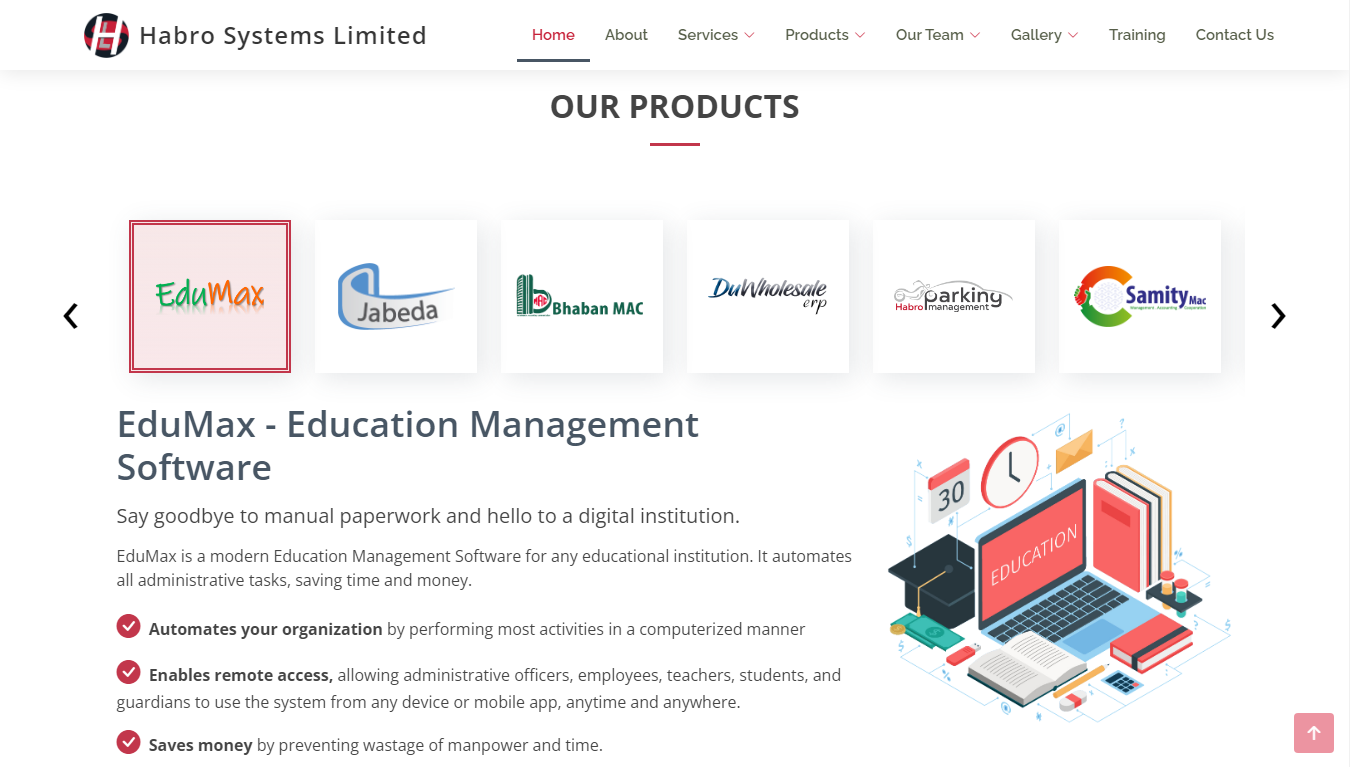 Habro Systems Limited
Home
About
Services
Products
Our Team
Gallery
Training
Contact Us
OUR PRODUCTS
EduMax
Jabeda
Bhaban MAC
DuWholesale
erp
parking
Habro management
Samity Mac
Management Accounting Cooperative
EduMax - Education Management
Software
Say goodbye to manual paperwork and hello to a digital institution.
EduMax is a modern Education Management Software for any educational institution. It automates
all administrative tasks, saving time and money.
Automates your organization by performing most activities in a computerized manner
Enables remote access, allowing administrative officers, employees, teachers, students, and
guardians to use the system from any device or mobile app, anytime and anywhere.
Saves money by preventing wastage of manpower and time.
30
EDUCATION